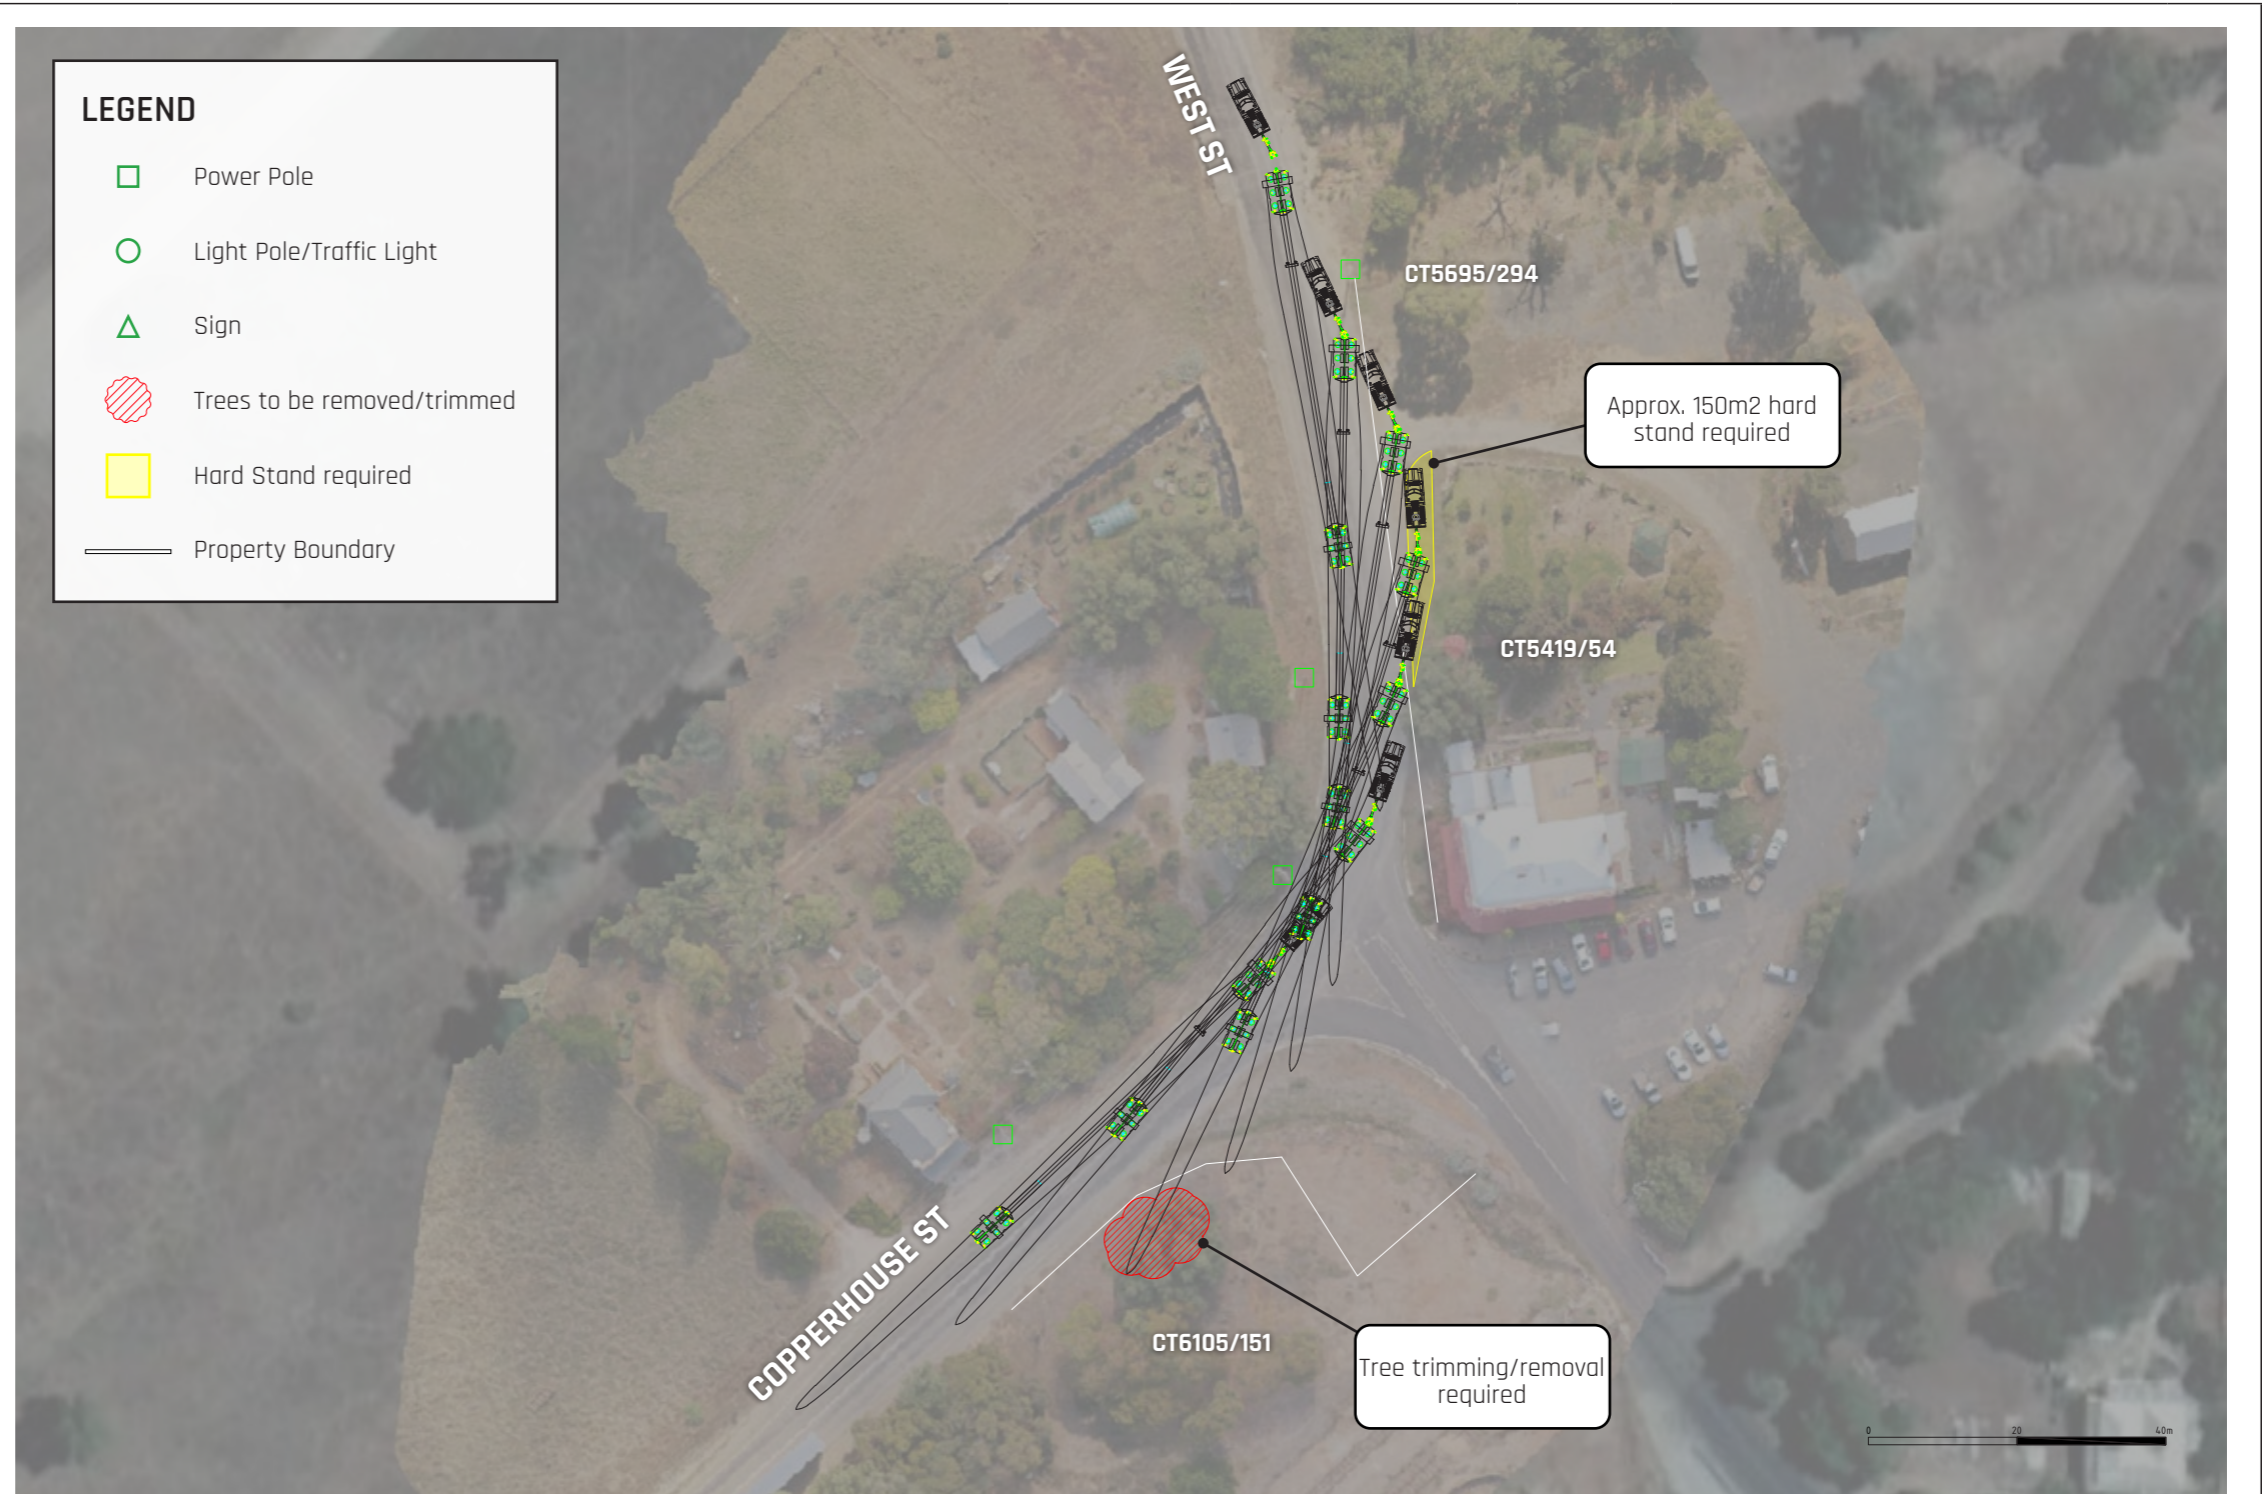 LEGEND
Power Pole
Light Pole/Traffic Light
Sign
Trees to be removed/trimmed
Hard Stand required
Property Boundary
WEST ST
CT5695/294
Approx. 150m2 hard
stand required
CT5419/54
COPPERHOUSE ST
CT6105/151
Tree trimming/removal
required
0 20 40m